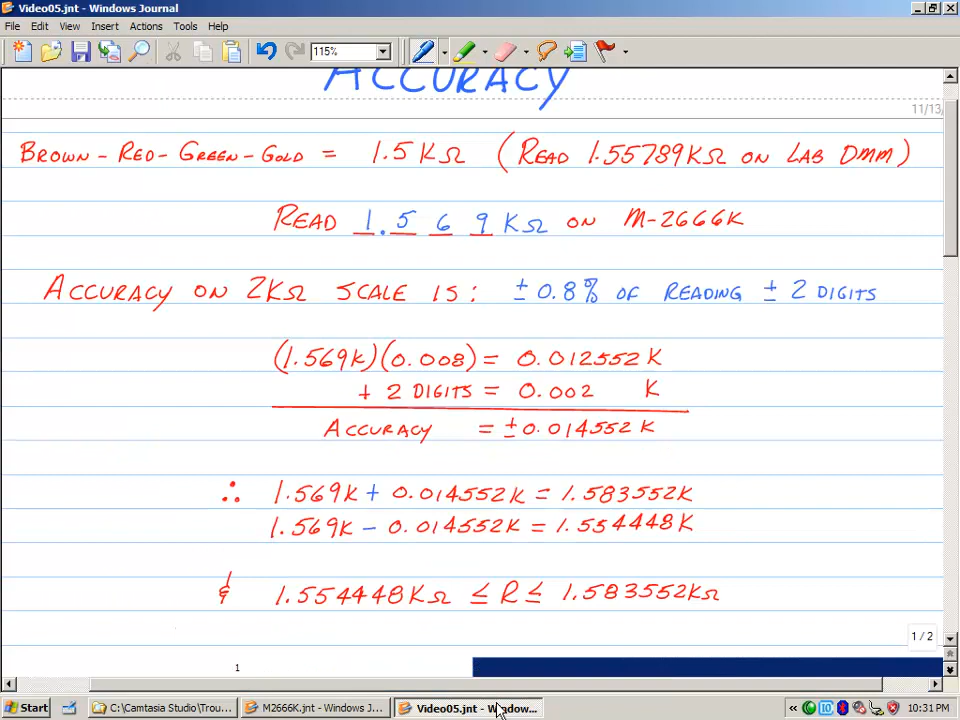 Video05.jnt - Windows Journal
File Edit View Insert Actions Tools Help
115%
ACCURACY
11/13/
BROWN - RED - GREEN - GOLD = 1.5 KΩ (READ 1.55789KΩ ON LAB DMM)
READ 1.569 KΩ ON M-2666K
ACCURACY ON 2KΩ SCALE IS: ± 0.8% OF READING ± 2 DIGITS
(1.569K)(0.008) = 0.012552 K
+ 2 DIGITS = 0.002 K
ACCURACY = ± 0.014552 K
∴ 1.569K + 0.014552K = 1.583552K
1.569K - 0.014552K = 1.554448K
& 1.554448KΩ ≤ R ≤ 1.583552KΩ
1 / 2
1
Start C:\Camtasia Studio\Trou... M2666K.jnt - Windows J... Video05.jnt - Window... 10:31 PM